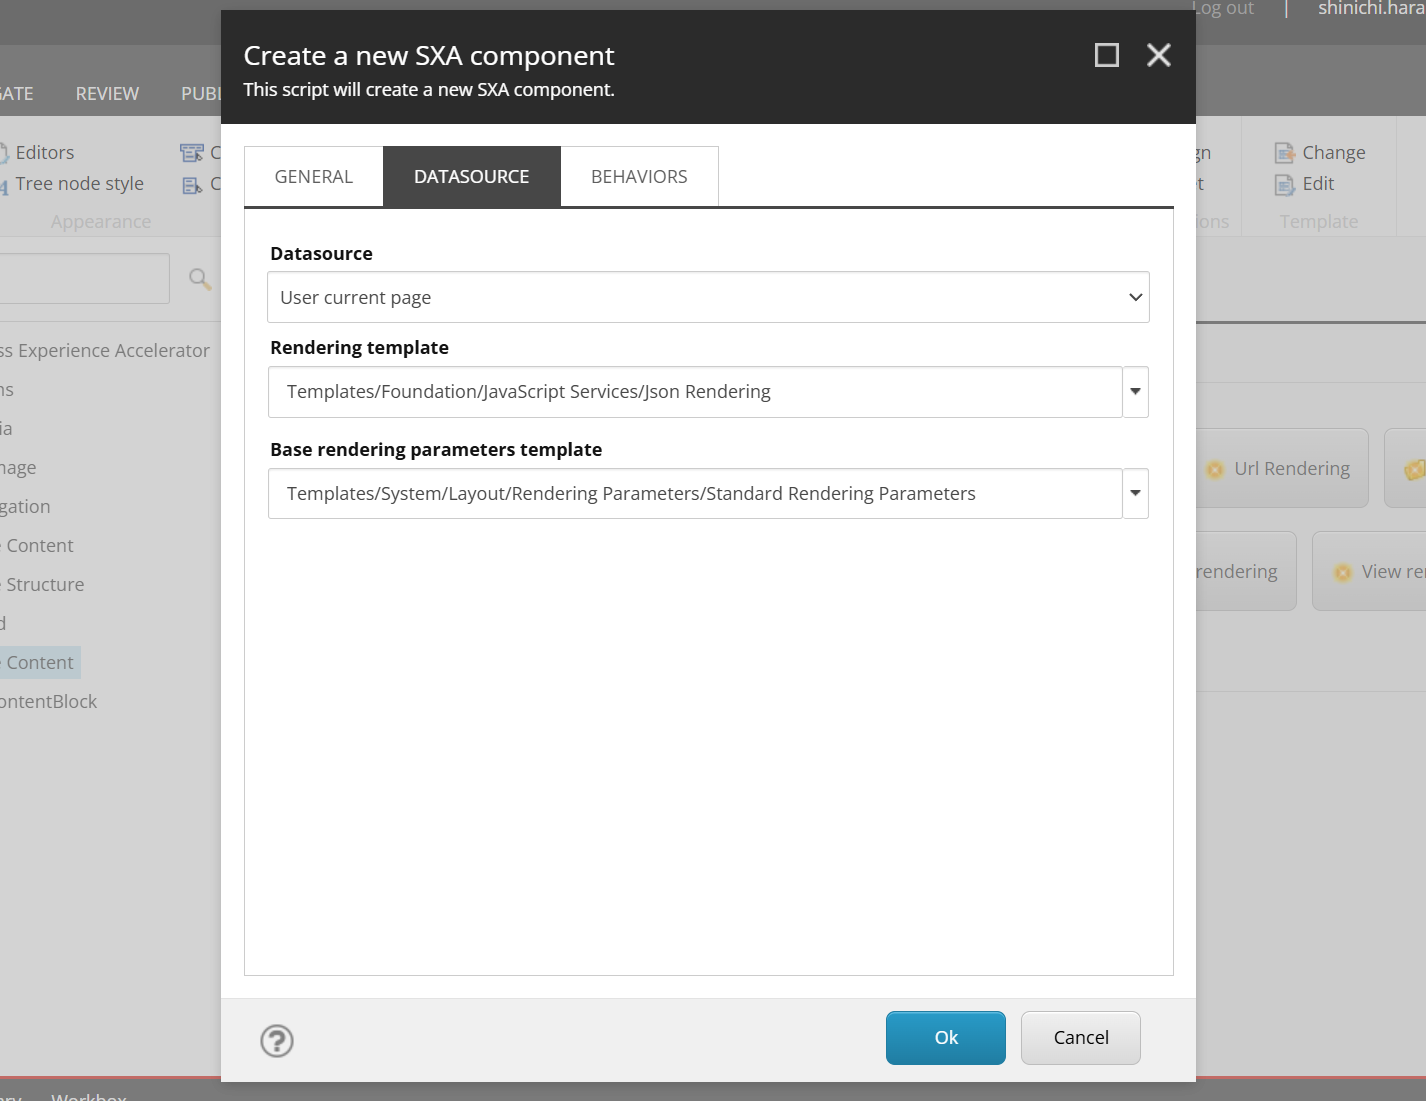 Log out | shinichi.hara
Create a new SXA component
This script will create a new SXA component.
GATE REVIEW PUBL
Editors
Tree node style
Appearance
Change
Edit
Template
GENERAL DATASOURCE BEHAVIORS
Datasource
User current page
Rendering template
Templates/Foundation/JavaScript Services/Json Rendering
Base rendering parameters template
Templates/System/Layout/Rendering Parameters/Standard Rendering Parameters
ss Experience Accelerator
ns
ia
mage
gation
Content
Structure
d
Content
ontentBlock
Url Rendering
rendering
View re
? Ok Cancel
Workbox